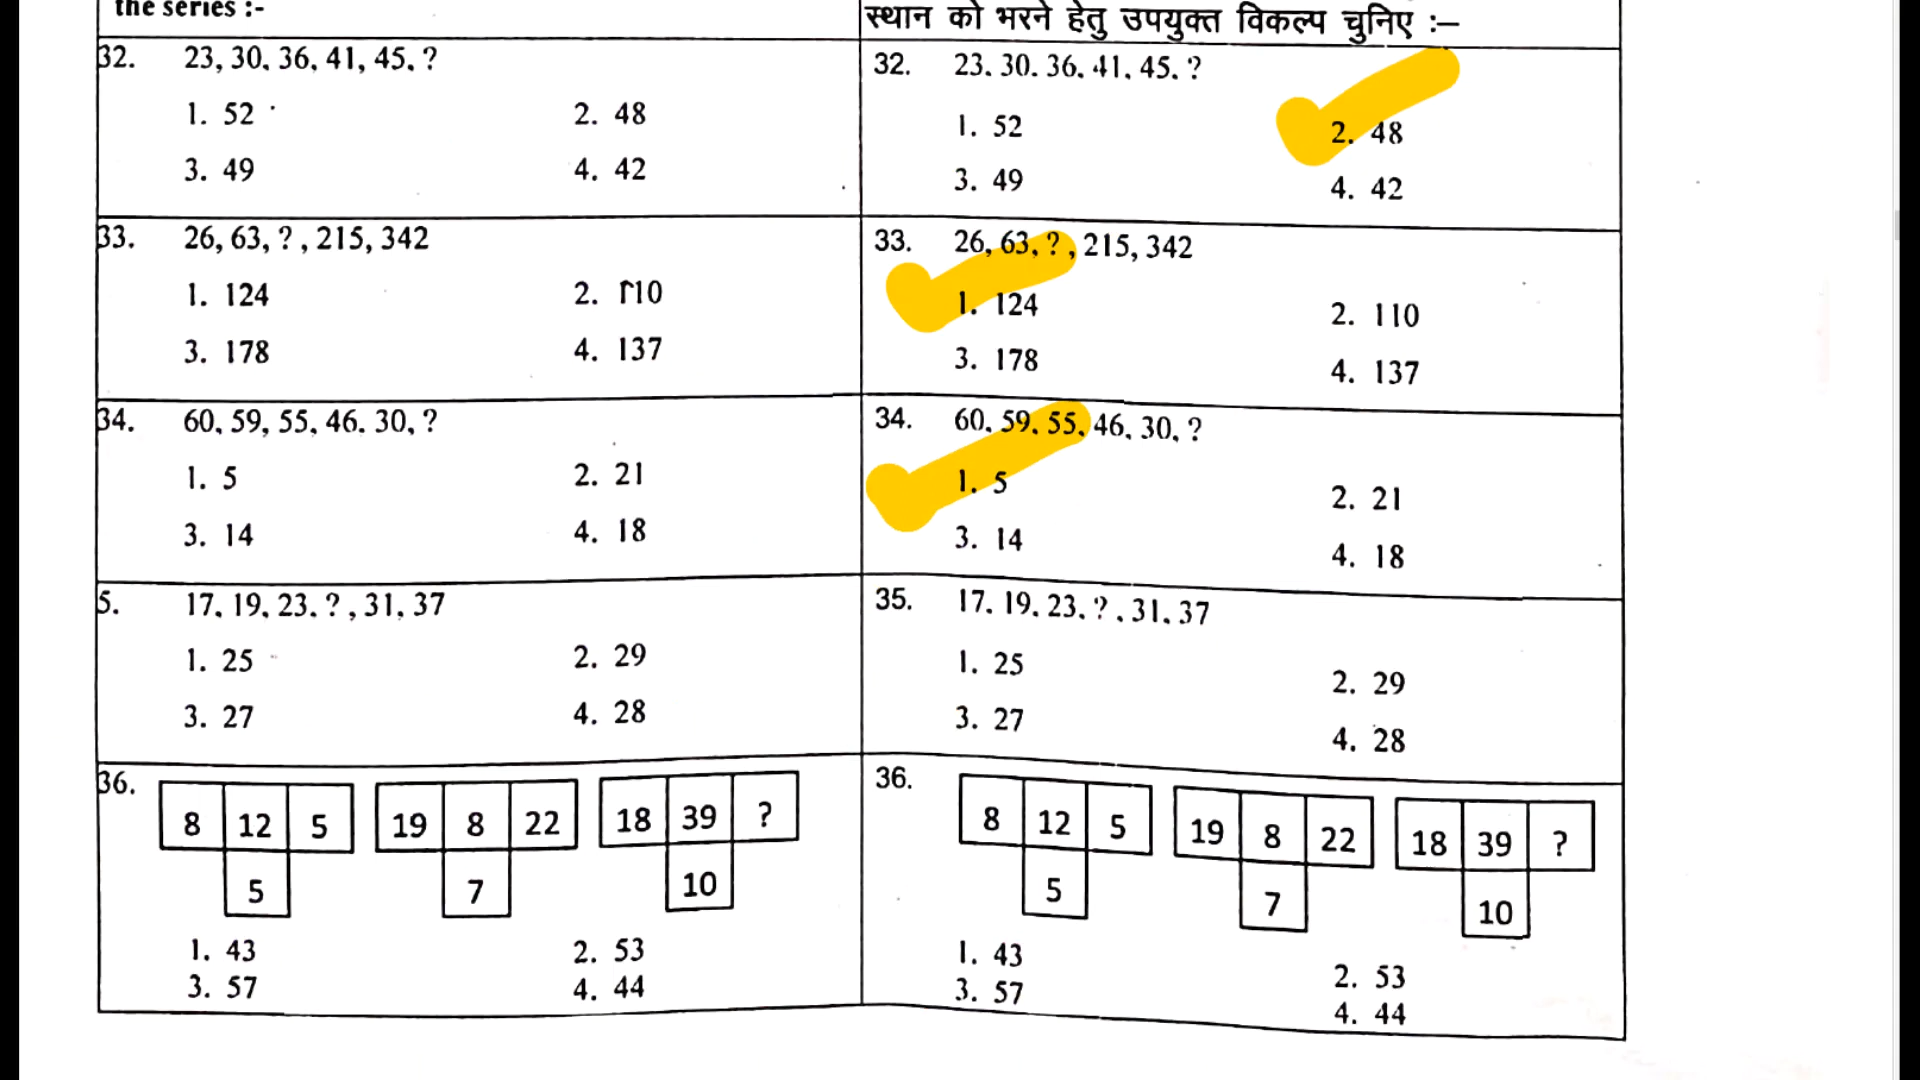 the series :-
32. 23, 30, 36, 41, 45, ?
1. 52 2. 48
3. 49 4. 42
33. 26, 63, ? , 215, 342
1. 124 2. 110
3. 178 4. 137
34. 60, 59, 55, 46, 30, ?
1. 5 2. 21
3. 14 4. 18
5. 17, 19, 23, ? , 31, 37
1. 25 2. 29
3. 27 4. 28
36.
8 12 5 19 8 22 18 39 ?
5 7 10
1. 43 2. 53
3. 57 4. 44
स्थान को भरने हेतु उपयुक्त विकल्प चुनिए :–
32. 23, 30, 36, 41, 45, ?
1. 52 2. 48
3. 49 4. 42
33. 26, 63, ? , 215, 342
1. 124 2. 110
3. 178 4. 137
34. 60, 59, 55, 46, 30, ?
1. 5 2. 21
3. 14 4. 18
35. 17, 19, 23, ? , 31, 37
1. 25 2. 29
3. 27 4. 28
36.
8 12 5 19 8 22 18 39 ?
5 7 10
1. 43 2. 53
3. 57 4. 44